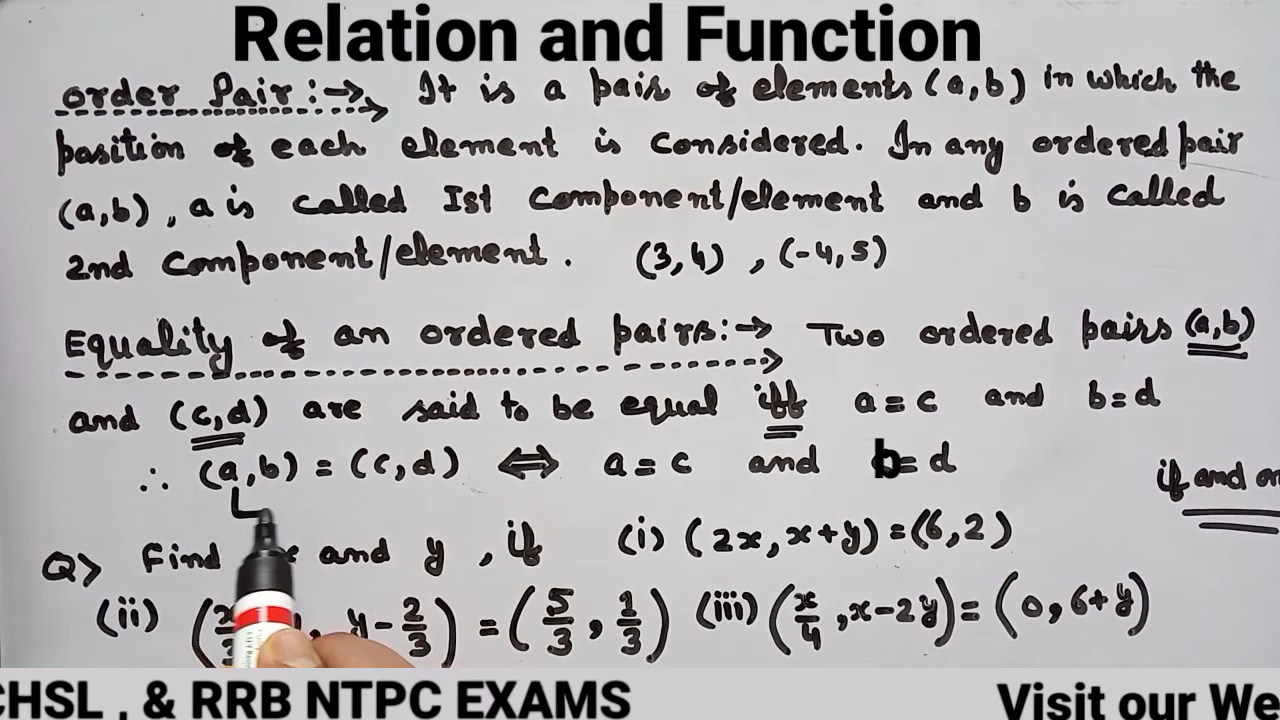 Relation and Function
order Pair :→ It is a pair of elements (a,b) in which the
position of each element is considered. In any ordered pair
(a,b), a is called Ist component/element and b is called
2nd component/element. (3,4) , (-4,5)
Equality of an ordered pairs:→ Two ordered pairs (a,b)
and (c,d) are said to be equal iff a=c and b=d
∴ (a,b) = (c,d) ⇔ a=c and b=d
if and on
Q> Find x and y , if (i) (2x, x+y) = (6,2)
(ii) ( , y-2/3) = (5/3, 1/3) (iii) (x/4, x-2y) = (0, 6+y)
CHSL , & RRB NTPC EXAMS Visit our We